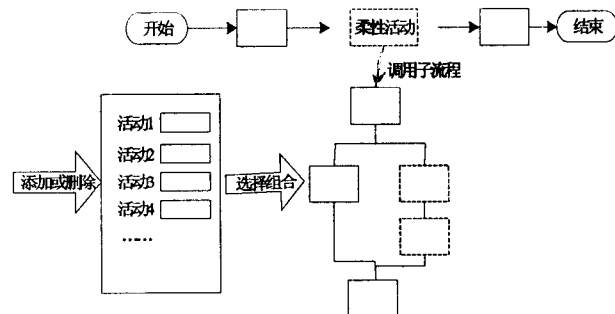 开始
柔性活动
结束
调用子流程
活动1
活动2
添加或删除
活动3
选择组合
活动4
……